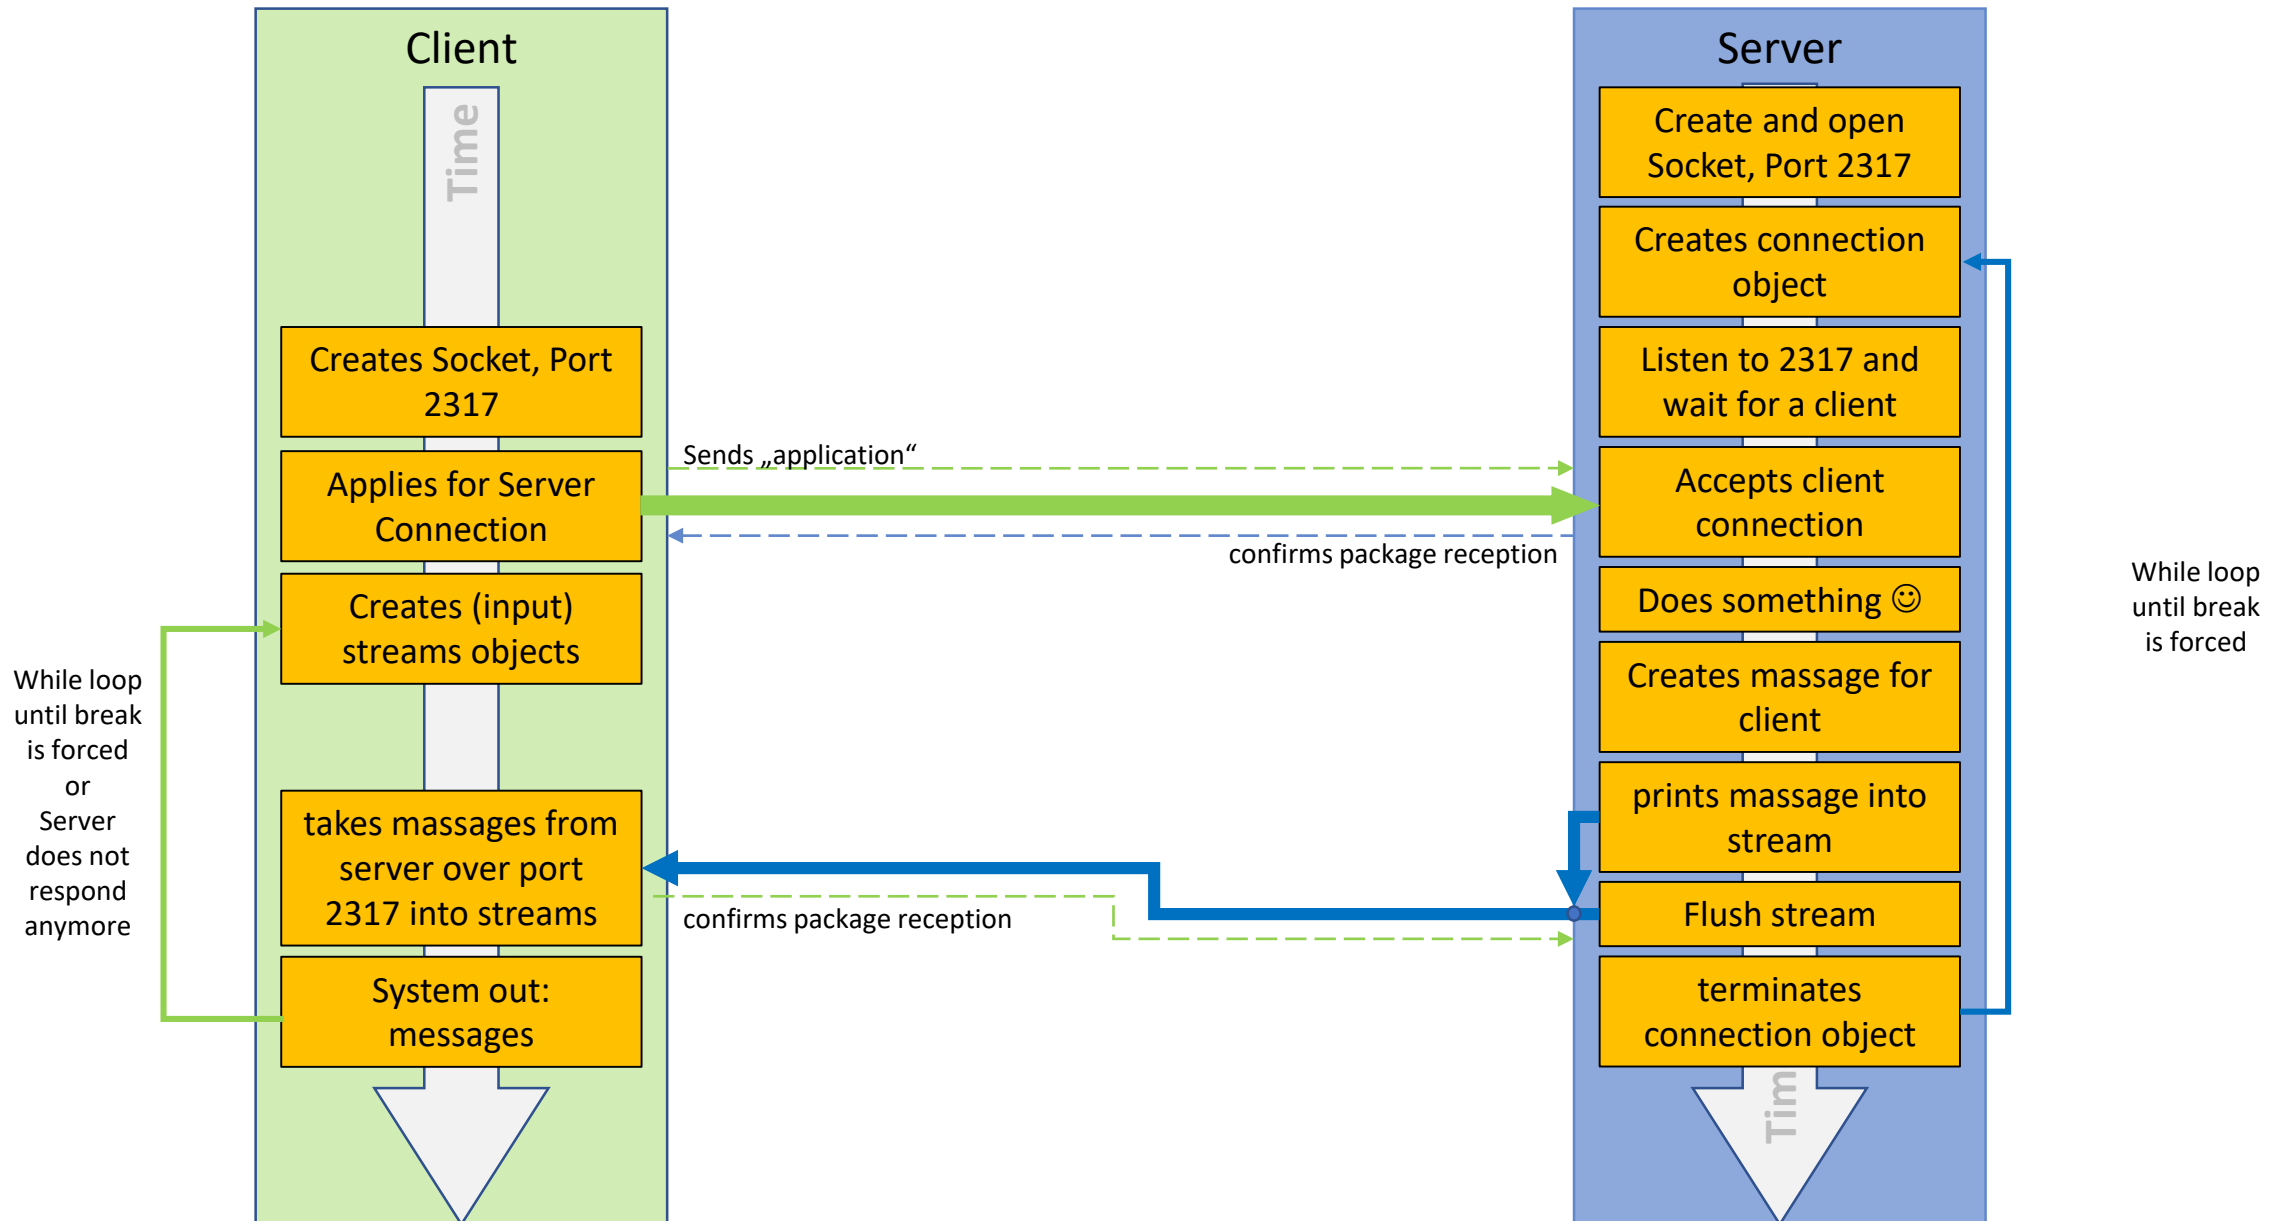 Client
Time
Creates Socket, Port
2317
Applies for Server
Connection
Creates (input)
streams objects
takes massages from
server over port
2317 into streams
System out:
messages
While loop
until break
is forced
or
Server
does not
respond
anymore
Sends „application“
confirms package reception
confirms package reception
Server
Create and open
Socket, Port 2317
Creates connection
object
Listen to 2317 and
wait for a client
Accepts client
connection
Does something ☺
Creates massage for
client
prints massage into
stream
Flush stream
terminates
connection object
Tim
While loop
until break
is forced